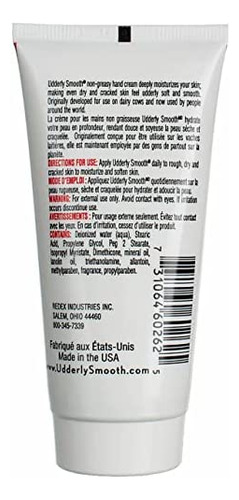 Udderly Smooth® non-greasy hand cream deeply moisturizes your skin;
making even dry and cracked skin feel udderly soft and smooth.
Originally developed for use on dairy cows and now used by people
around the world.
La crème pour les mains non graisseuse Udderly Smooth® hydrate
votre peau en profondeur, rendant douce et soyeuse la peau sèche et
craquelée. Originalement conçue pour utilisation sur des vaches
laitières, elle est maintenant employée par des gens partout sur la
planète.
DIRECTIONS FOR USE: Apply Udderly Smooth® daily to rough, dry and
cracked skin to moisturize and soften skin.
MODE D'EMPLOI: Appliquez Udderly Smooth® quotidiennement sur la
peau rugueuse, sèche et craquelée pour hydrater et adoucir la peau.
WARNING: For external use only. Avoid contact with eyes. If irritation
occurs discontinue use.
AVERTISSEMENTS: Pour usage externe seulement. Évitez tout contact
avec les yeux. En cas d'irritation, cessez d'utiliser le produit.
CONTAINS: Deionized water (aqua), Stearic
Acid, Propylene Glycol, Peg 2 Stearate,
Isopropyl Myristate, Dimethicone, mineral oil,
lanolin oil, triethanolamine, allantoin,
methylparaben, fragrance, propylparaben.
REDEX INDUSTRIES INC.
SALEM, OHIO 44460
800-345-7339
Fabriqué aux États-Unis
Made in the USA
www.UdderlySmooth.com
7 31064 60262 5